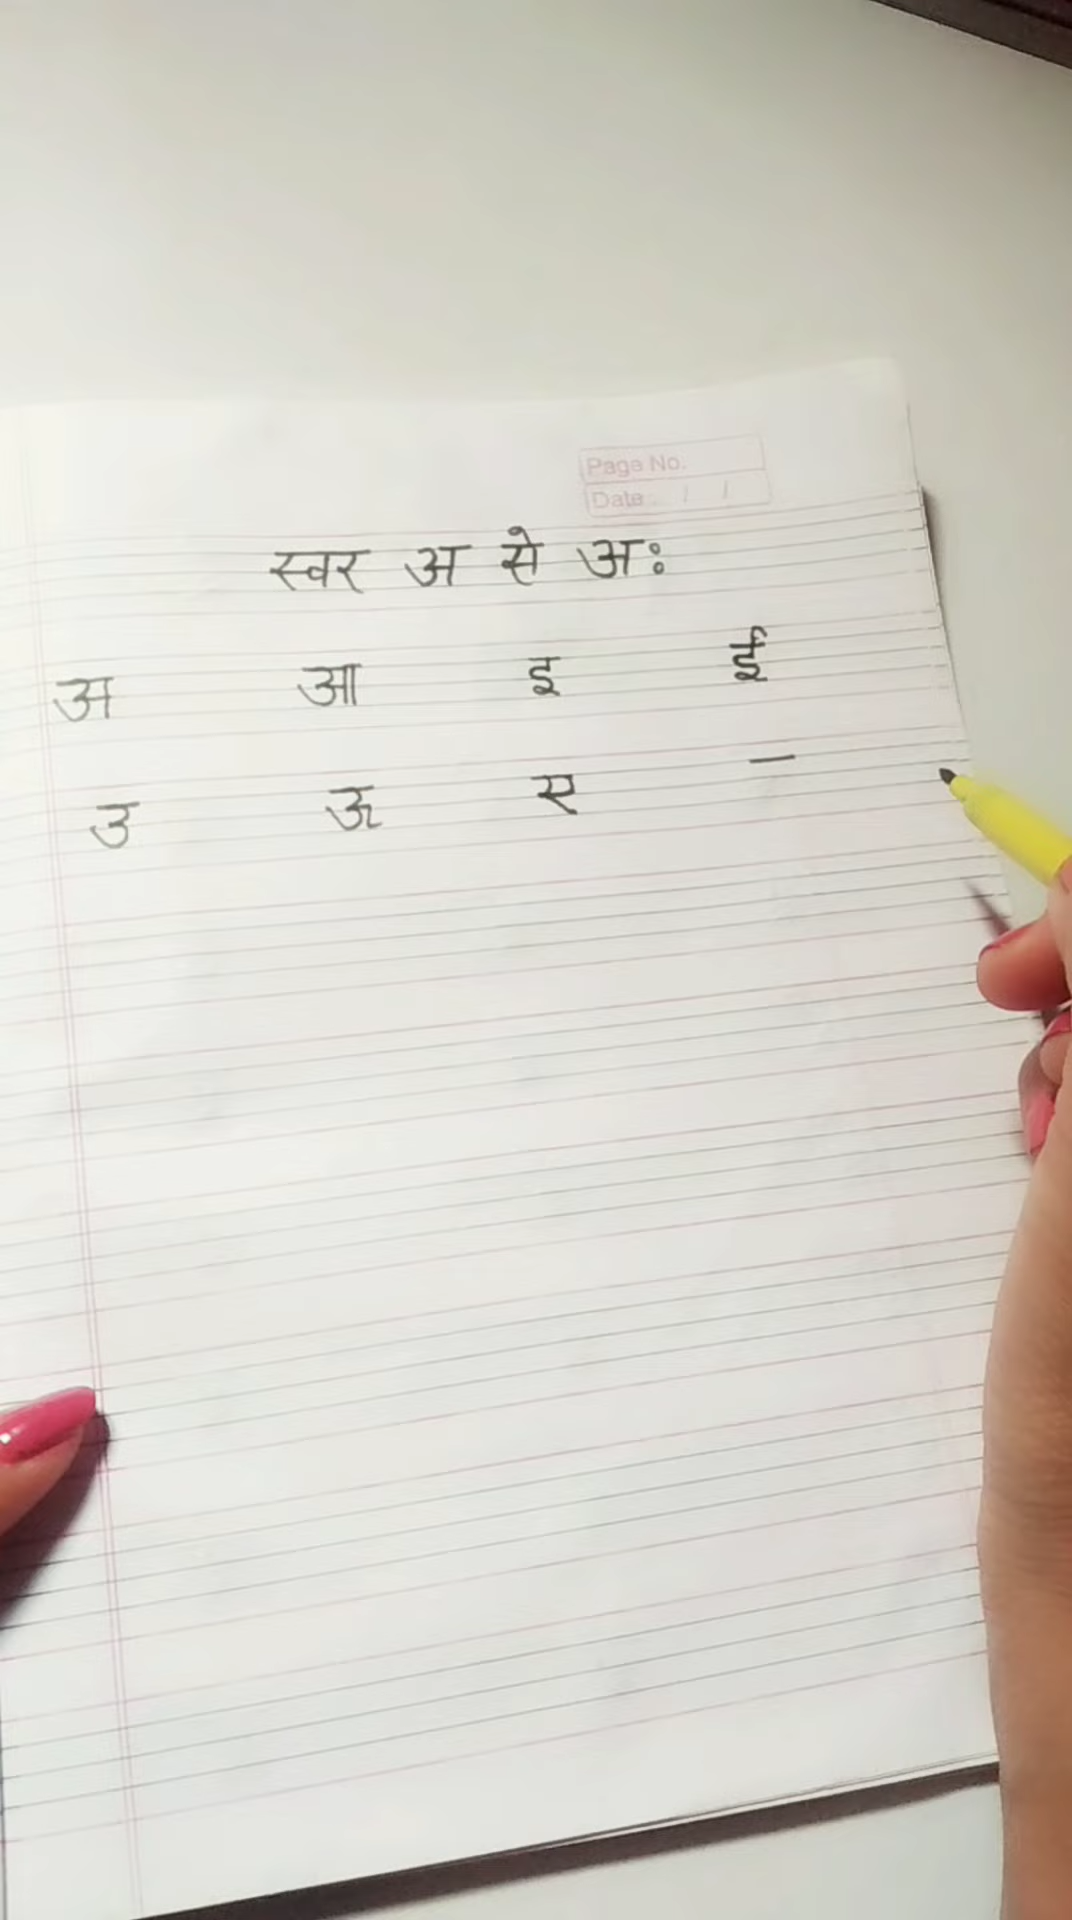 Page No.
Date : / /
स्वर अ से अः
अ आ इ ई
उ ऊ ए